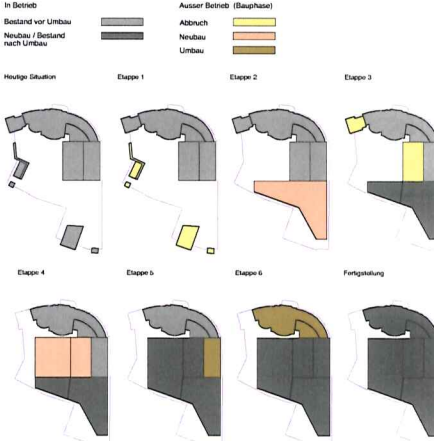 In Betrieb
Ausser Betrieb (Bauphase)
Bestand vor Umbau
Abbruch
Neubau / Bestand
nach Umbau
Neubau
Umbau
Heutige Situation
Etappe 1
Etappe 2
Etappe 3
Etappe 4
Etappe 5
Etappe 6
Fertigstellung